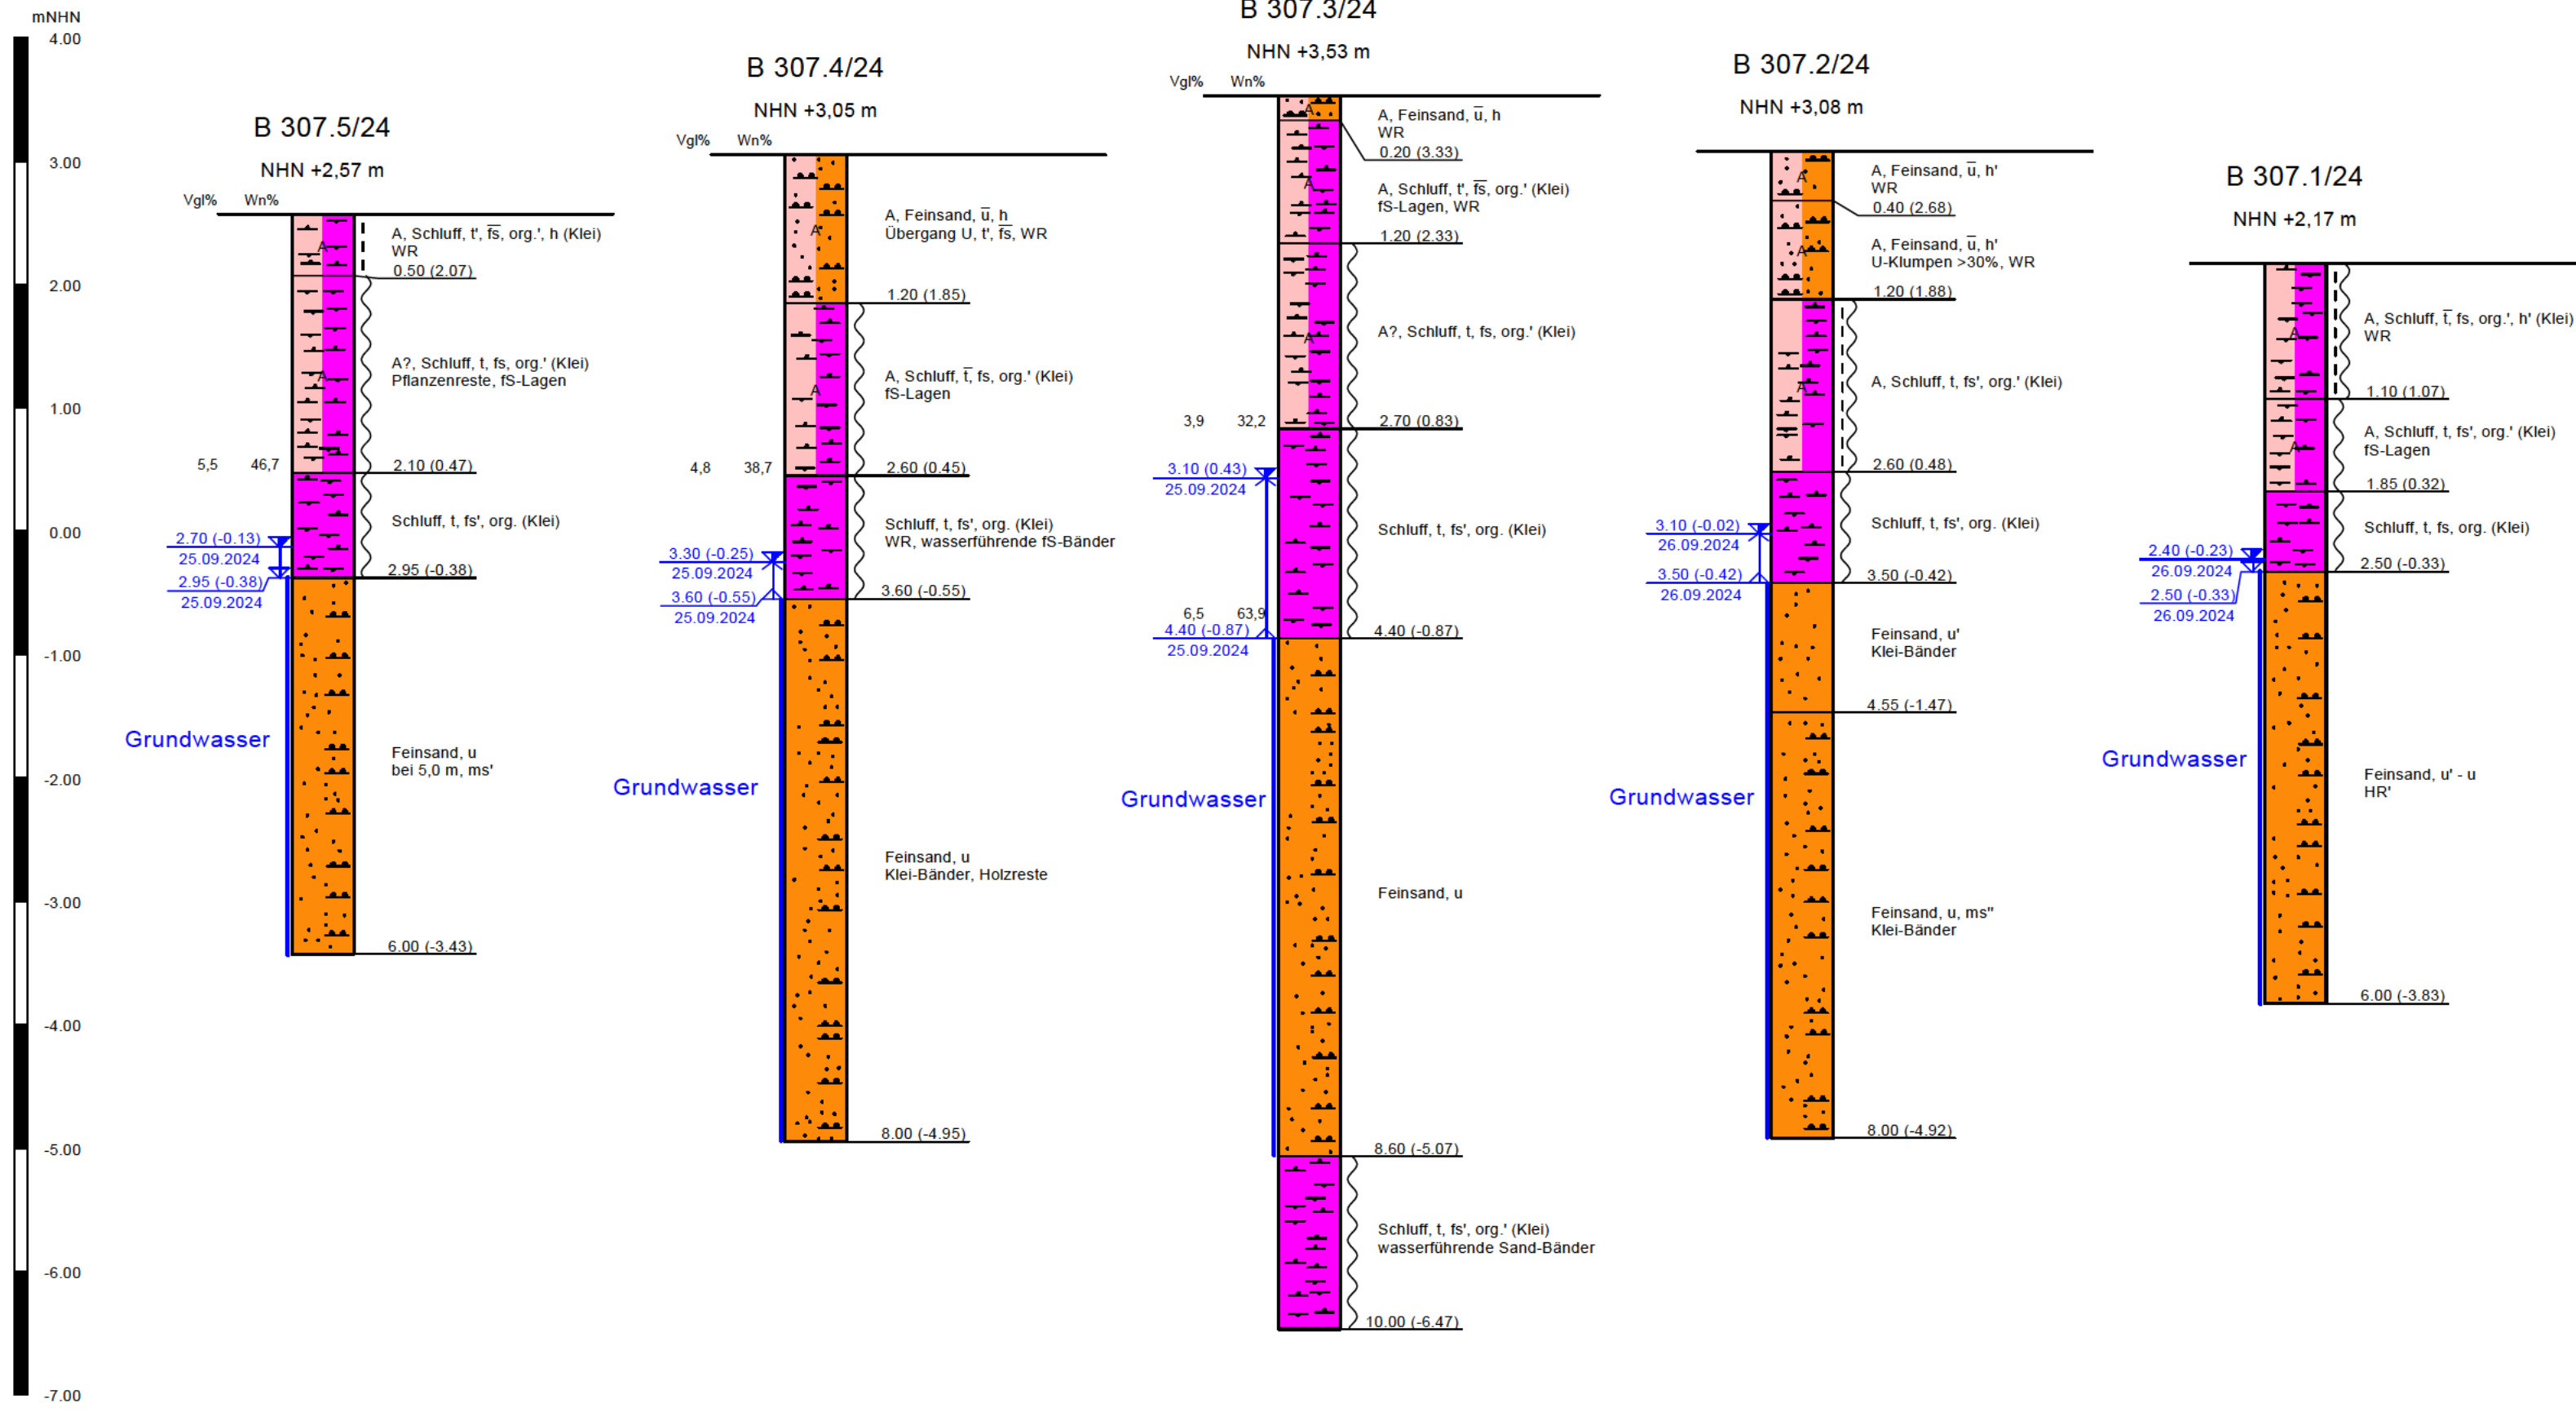 mNHN
4.00
3.00
2.00
1.00
0.00
-1.00
-2.00
-3.00
-4.00
-5.00
-6.00
-7.00
B 307.5/24
NHN +2,57 m
Vgl% Wn%
A, Schluff, t', f̅s̅, org.', h (Klei)
WR
0.50 (2.07)
A
A?, Schluff, t, fs, org.' (Klei)
Pflanzenreste, fS-Lagen
A
5,5 46,7
2.10 (0.47)
Schluff, t, fs', org. (Klei)
2.70 (-0.13)
25.09.2024
2.95 (-0.38)
25.09.2024
2.95 (-0.38)
Grundwasser
Feinsand, u
bei 5,0 m, ms'
6.00 (-3.43)
B 307.4/24
NHN +3,05 m
Vgl% Wn%
A, Feinsand, u̅, h
Übergang U, t', f̅s̅, WR
A
1.20 (1.85)
A, Schluff, t̅, fs, org.' (Klei)
fS-Lagen
A
4,8 38,7
2.60 (0.45)
Schluff, t, fs', org. (Klei)
WR, wasserführende fS-Bänder
3.30 (-0.25)
25.09.2024
3.60 (-0.55)
25.09.2024
3.60 (-0.55)
Grundwasser
Feinsand, u
Klei-Bänder, Holzreste
8.00 (-4.95)
B 307.3/24
NHN +3,53 m
Vgl% Wn%
A
A, Feinsand, u̅, h
WR
0.20 (3.33)
A
A, Schluff, t', f̅s̅, org.' (Klei)
fS-Lagen, WR
1.20 (2.33)
A
A?, Schluff, t, fs, org.' (Klei)
3,9 32,2
2.70 (0.83)
3.10 (0.43)
25.09.2024
Schluff, t, fs', org. (Klei)
6,5 63,9
4.40 (-0.87)
25.09.2024
4.40 (-0.87)
Grundwasser
Feinsand, u
8.60 (-5.07)
Schluff, t, fs', org.' (Klei)
wasserführende Sand-Bänder
10.00 (-6.47)
B 307.2/24
NHN +3,08 m
A
A, Feinsand, u̅, h'
WR
0.40 (2.68)
A
A, Feinsand, u̅, h'
U-Klumpen >30%, WR
1.20 (1.88)
A
A, Schluff, t, fs', org.' (Klei)
2.60 (0.48)
Schluff, t, fs', org. (Klei)
3.10 (-0.02)
26.09.2024
3.50 (-0.42)
26.09.2024
3.50 (-0.42)
Feinsand, u'
Klei-Bänder
4.55 (-1.47)
Grundwasser
Feinsand, u, ms''
Klei-Bänder
8.00 (-4.92)
B 307.1/24
NHN +2,17 m
A
A, Schluff, t̅, fs, org.', h' (Klei)
WR
1.10 (1.07)
A
A, Schluff, t, fs', org.' (Klei)
fS-Lagen
1.85 (0.32)
Schluff, t, fs, org. (Klei)
2.40 (-0.23)
26.09.2024
2.50 (-0.33)
26.09.2024
2.50 (-0.33)
Grundwasser
Feinsand, u' - u
HR'
6.00 (-3.83)